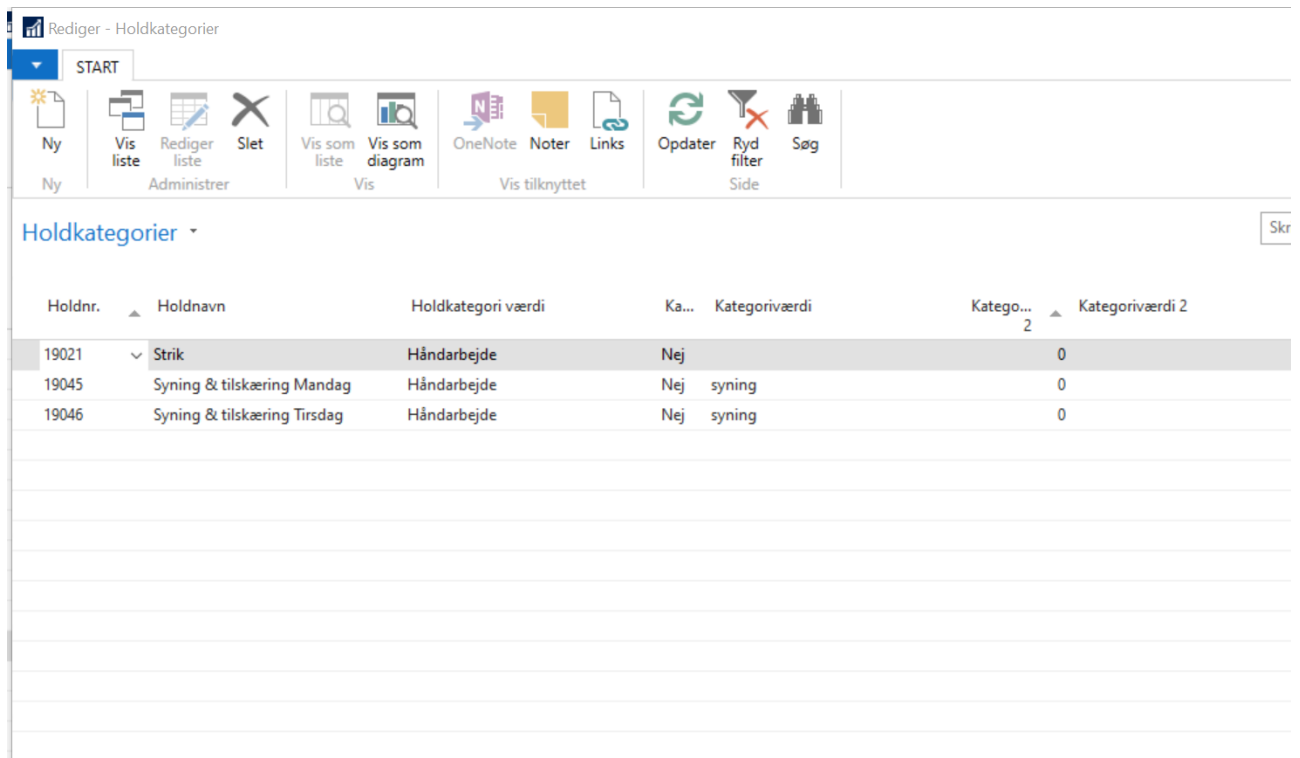 Rediger - Holdkategorier
START
Ny Vis liste Rediger liste Slet Vis som liste Vis som diagram OneNote Noter Links Opdater Ryd filter Søg
Ny Administrer Vis Vis tilknyttet Side
Holdkategorier
Skr
Holdnr. Holdnavn Holdkategori værdi Ka... Kategoriværdi Katego... 2 Kategoriværdi 2
19021 Strik Håndarbejde Nej 0
19045 Syning & tilskæring Mandag Håndarbejde Nej syning 0
19046 Syning & tilskæring Tirsdag Håndarbejde Nej syning 0